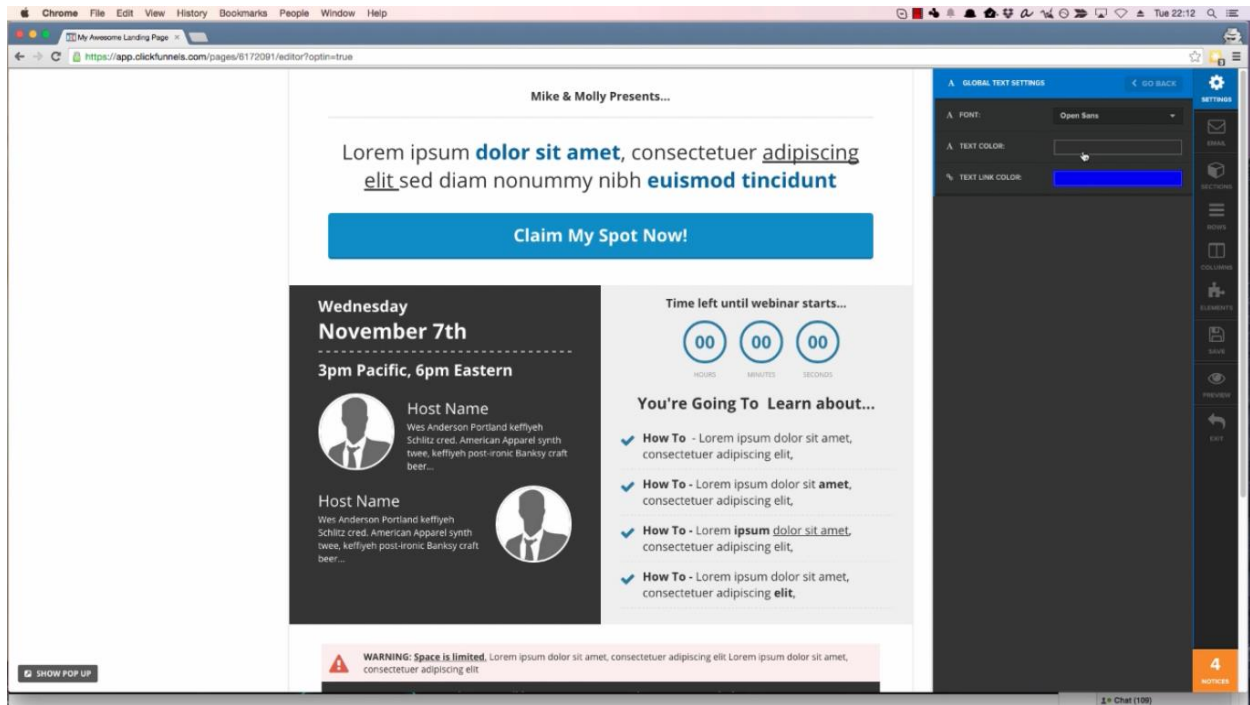 Chrome File Edit View History Bookmarks People Window Help
Tue 22:12
My Awesome Landing Page
https://app.clickfunnels.com/pages/6172091/editor?optin=true
Mike & Molly Presents...
Lorem ipsum dolor sit amet, consectetuer adipiscing
elit sed diam nonummy nibh euismod tincidunt
Claim My Spot Now!
Wednesday
November 7th
3pm Pacific, 6pm Eastern
Host Name
Wes Anderson Portland keffiyeh
Schlitz cred. American Apparel synth
twee, keffiyeh post-ironic Banksy craft
beer...
Host Name
Wes Anderson Portland keffiyeh
Schlitz cred. American Apparel synth
twee, keffiyeh post-ironic Banksy craft
beer...
Time left until webinar starts...
00 00 00
HOURS MINUTES SECONDS
You're Going To Learn about...
How To - Lorem ipsum dolor sit amet,
consectetuer adipiscing elit,
How To - Lorem ipsum dolor sit amet,
consectetuer adipiscing elit,
How To - Lorem ipsum dolor sit amet,
consectetuer adipiscing elit,
How To - Lorem ipsum dolor sit amet,
consectetuer adipiscing elit,
WARNING: Space is limited, Lorem ipsum dolor sit amet, consectetuer adipiscing elit Lorem ipsum dolor sit amet,
consectetuer adipiscing elit
SHOW POP UP
A GLOBAL TEXT SETTINGS
GO BACK
A FONT: Open Sans
A TEXT COLOR:
TEXT LINK COLOR:
SETTINGS
EMAIL
SECTIONS
ROWS
COLUMNS
ELEMENTS
SAVE
PREVIEW
EXIT
4
NOTICES
Chat (109)